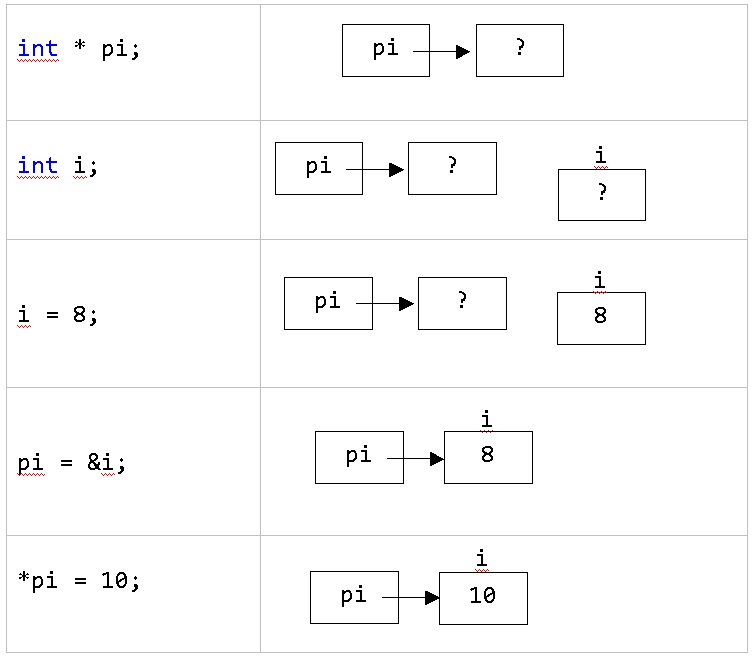 int * pi;
pi ?
int i;
pi ?
i
?
i = 8;
pi ?
i
8
pi = &i;
pi
i
8
*pi = 10;
pi
i
10